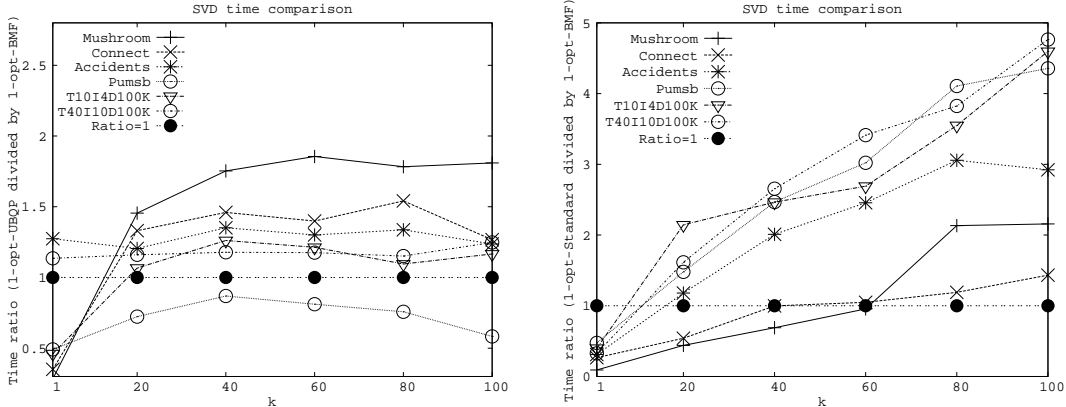 SVD time comparison
Time ratio (1-opt-UBQP divided by 1-opt-BMF)
2.5
2
1.5
1
0.5
Mushroom
Connect
Accidents
Pumsb
T10I4D100K
T40I10D100K
Ratio=1
1
20
40
60
80
100
k
SVD time comparison
Time ratio (1-opt-Standard divided by 1-opt-BMF)
5
4
3
2
1
0
Mushroom
Connect
Accidents
Pumsb
T10I4D100K
T40I10D100K
Ratio=1
1
20
40
60
80
100
k